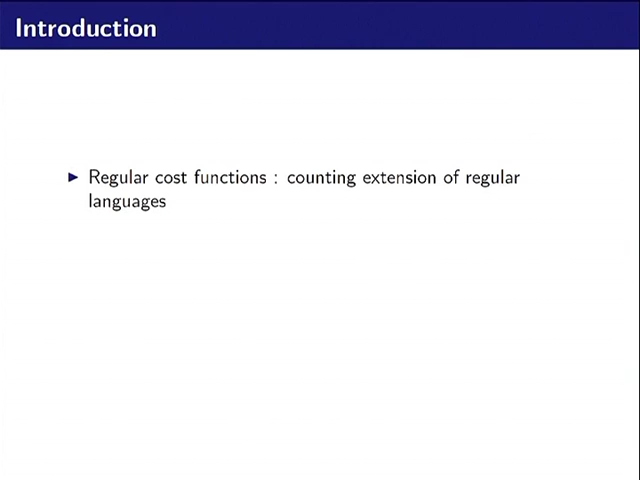 Introduction
Regular cost functions : counting extension of regular
languages